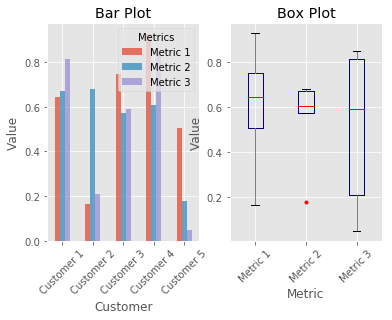 Bar Plot
Metrics
Metric 1
Metric 2
Metric 3
0.8
0.6
0.4
0.2
0.0
Value
Customer 1
Customer 2
Customer 3
Customer 4
Customer 5
Customer
Box Plot
0.8
0.6
0.4
0.2
Value
Metric 1
Metric 2
Metric 3
Metric